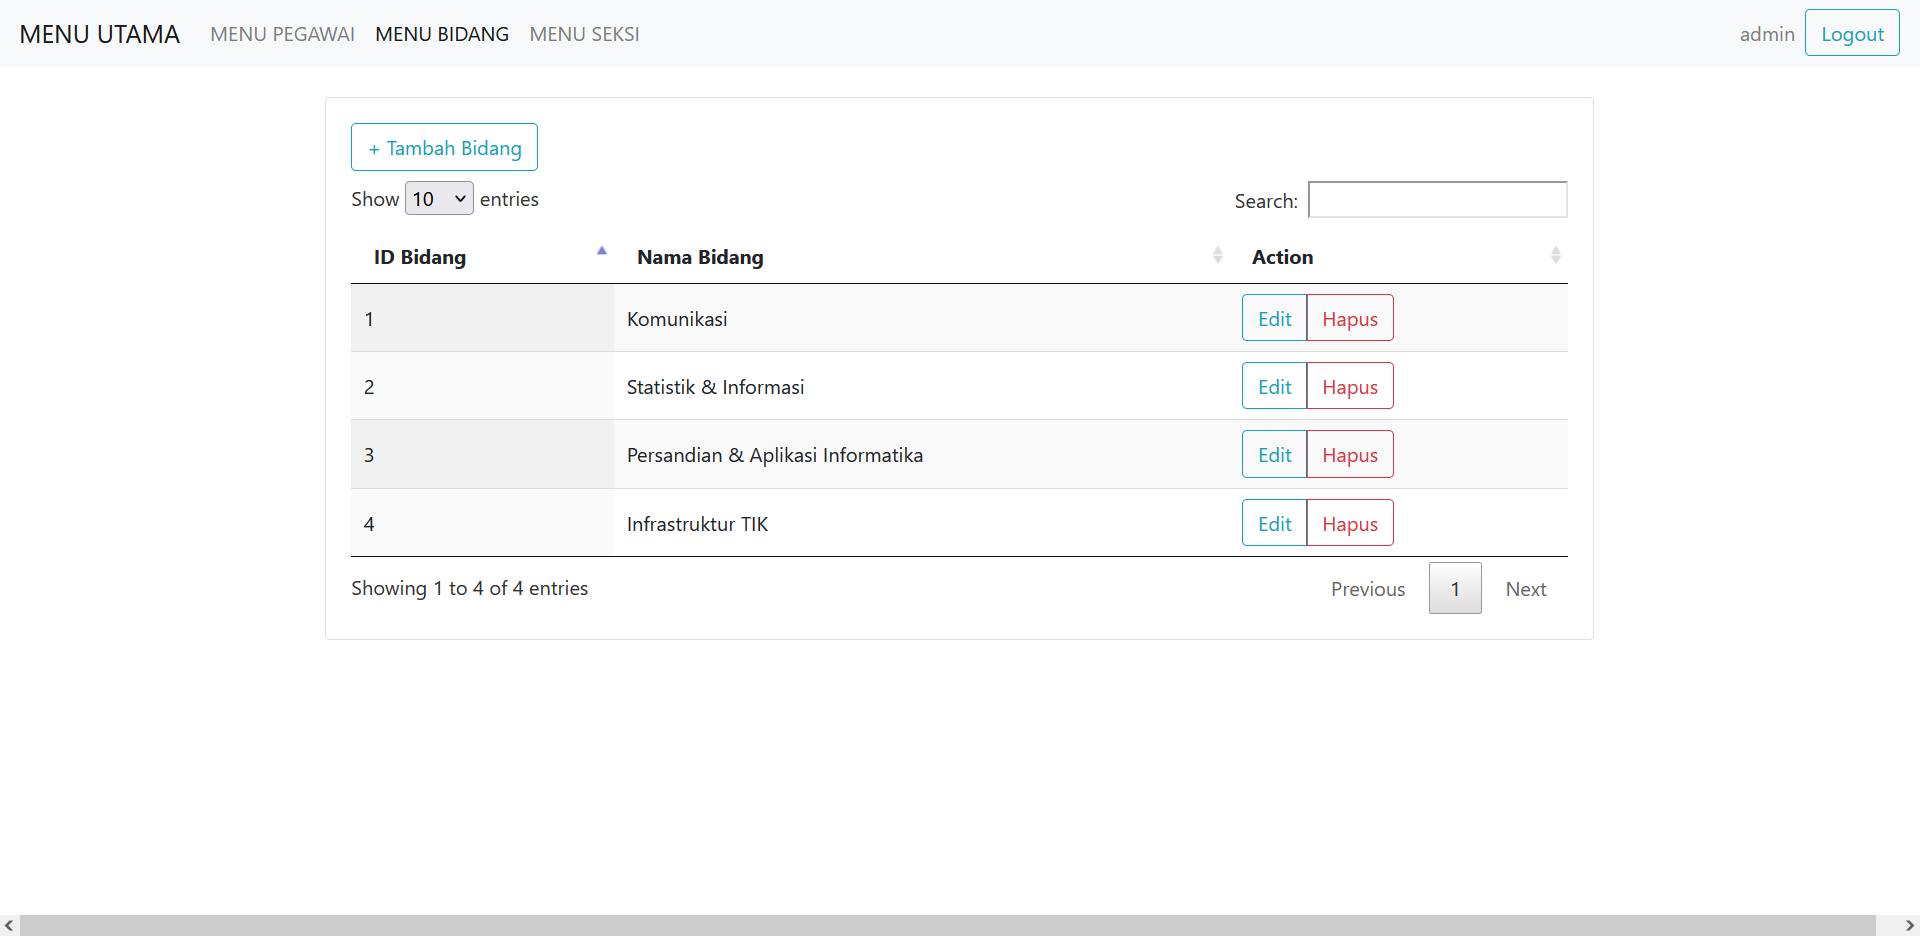 MENU UTAMA MENU PEGAWAI MENU BIDANG MENU SEKSI admin Logout
+ Tambah Bidang
Show 10 entries Search:
ID Bidang Nama Bidang Action
1 Komunikasi Edit Hapus
2 Statistik & Informasi Edit Hapus
3 Persandian & Aplikasi Informatika Edit Hapus
4 Infrastruktur TIK Edit Hapus
Showing 1 to 4 of 4 entries Previous 1 Next